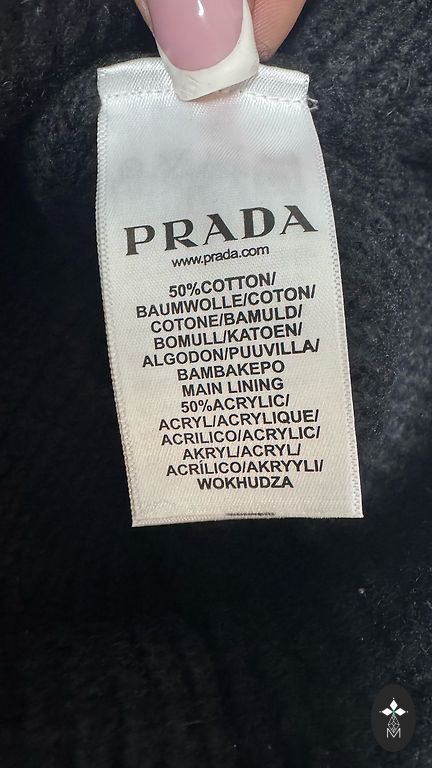 PRADA
www.prada.com
50%COTTON/
BAUMWOLLE/COTON/
COTONE/BAMULD/
BOMULL/KATOEN/
ALGODON/PUUVILLA/
BAMBAKEPO
MAIN LINING
50%ACRYLIC/
ACRYL/ACRYLIQUE/
ACRILICO/ACRYLIC/
AKRYL/ACRYL/
ACRÍLICO/AKRYYLI/
WOKHUDZA
M